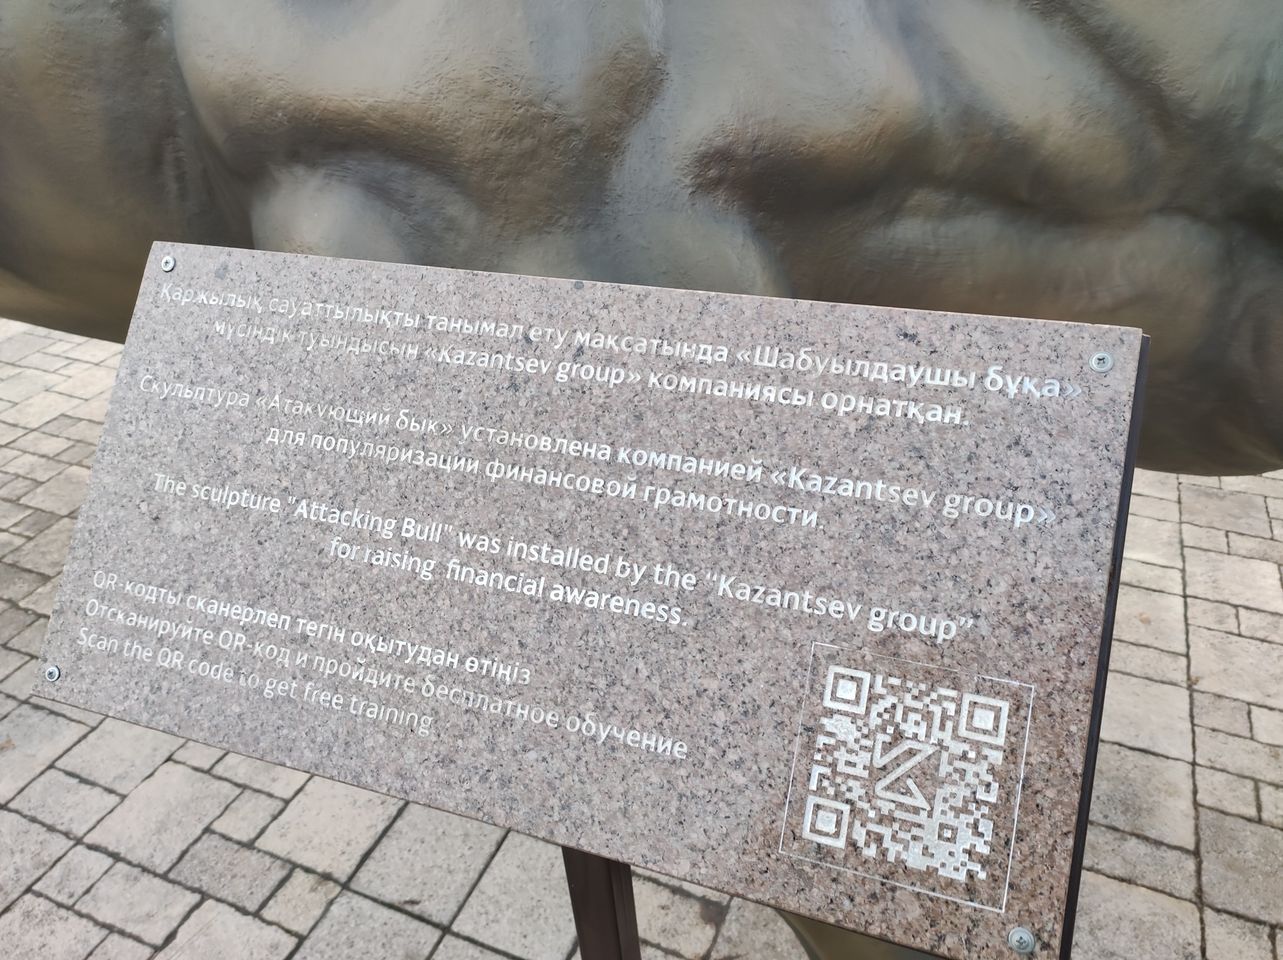 Қаржылық сауаттылықты танымал ету мақсатында «Шабуылдаушы бұқа»
мүсіндік туындысын «Kazantsev group» компаниясы орнатқан.
Скульптура «Атакующий бык» установлена компанией «Kazantsev group»
для популяризации финансовой грамотности.
The sculpture "Attacking Bull" was installed by the "Kazantsev group"
for raising financial awareness.
QR-кодты сканерлеп тегін оқытудан өтіңіз
Отсканируйте QR-код и пройдите бесплатное обучение
Scan the QR code to get free training